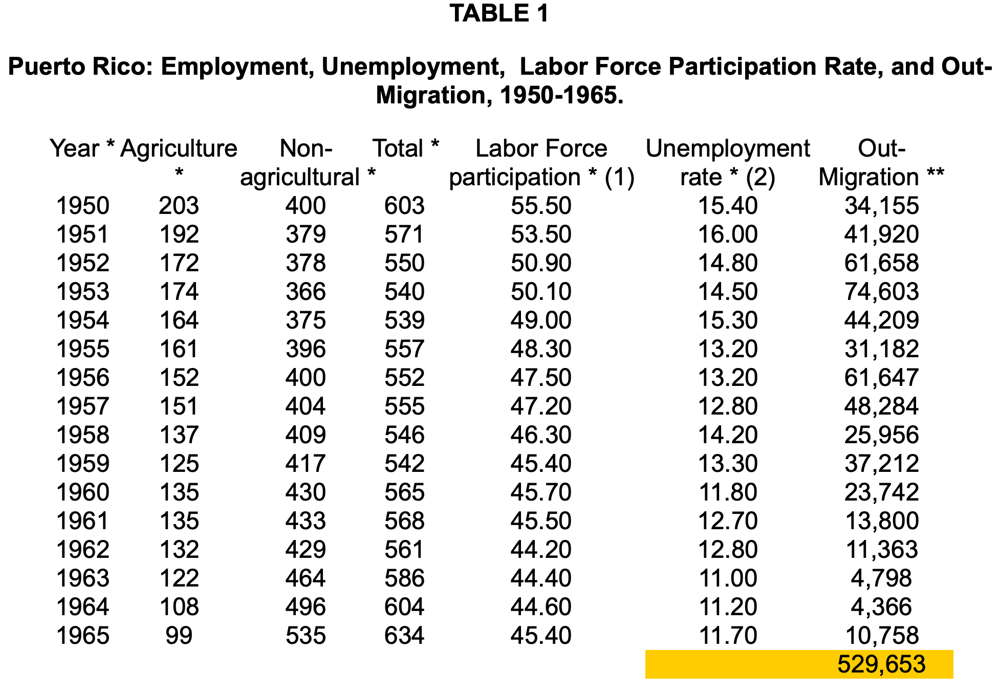 TABLE 1
Puerto Rico: Employment, Unemployment,  Labor Force Participation Rate, and Out-
Migration, 1950-1965.
Year * Agriculture Non- Total * Labor Force Unemployment Out-
* agricultural * participation * (1) rate * (2) Migration **
1950 203 400 603 55.50 15.40 34,155
1951 192 379 571 53.50 16.00 41,920
1952 172 378 550 50.90 14.80 61,658
1953 174 366 540 50.10 14.50 74,603
1954 164 375 539 49.00 15.30 44,209
1955 161 396 557 48.30 13.20 31,182
1956 152 400 552 47.50 13.20 61,647
1957 151 404 555 47.20 12.80 48,284
1958 137 409 546 46.30 14.20 25,956
1959 125 417 542 45.40 13.30 37,212
1960 135 430 565 45.70 11.80 23,742
1961 135 433 568 45.50 12.70 13,800
1962 132 429 561 44.20 12.80 11,363
1963 122 464 586 44.40 11.00 4,798
1964 108 496 604 44.60 11.20 4,366
1965 99 535 634 45.40 11.70 10,758
529,653